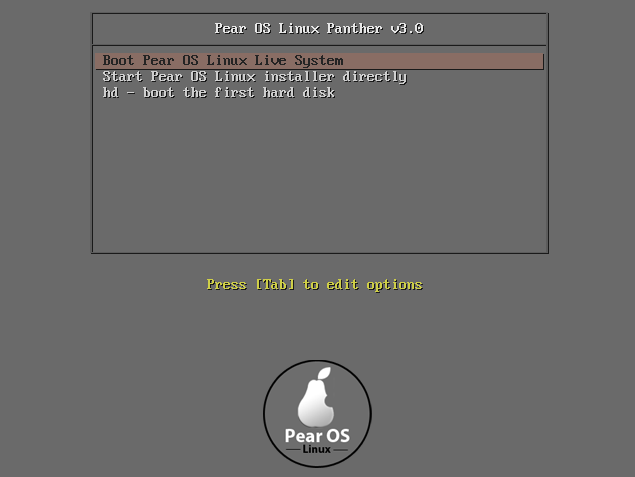 Pear OS Linux Panther v3.0
Boot Pear OS Linux Live System
Start Pear OS Linux installer directly
hd - boot the first hard disk
Press [Tab] to edit options
Pear OS
Linux